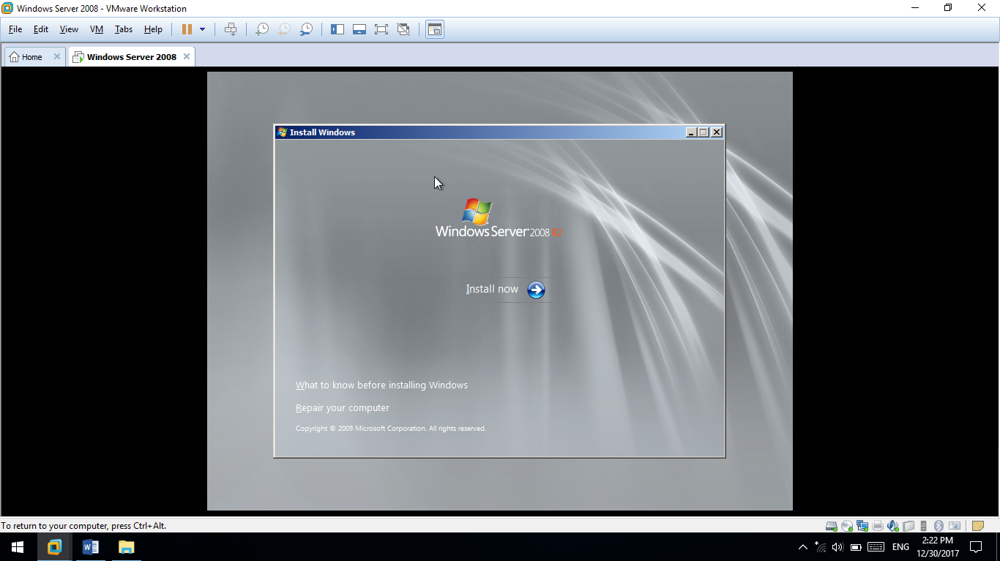 Windows Server 2008 - VMware Workstation
File Edit View VM Tabs Help
Home Windows Server 2008
Install Windows
Windows Server 2008 R2
Install now
What to know before installing Windows
Repair your computer
Copyright © 2009 Microsoft Corporation. All rights reserved.
To return to your computer, press Ctrl+Alt.
ENG
2:22 PM
12/30/2017